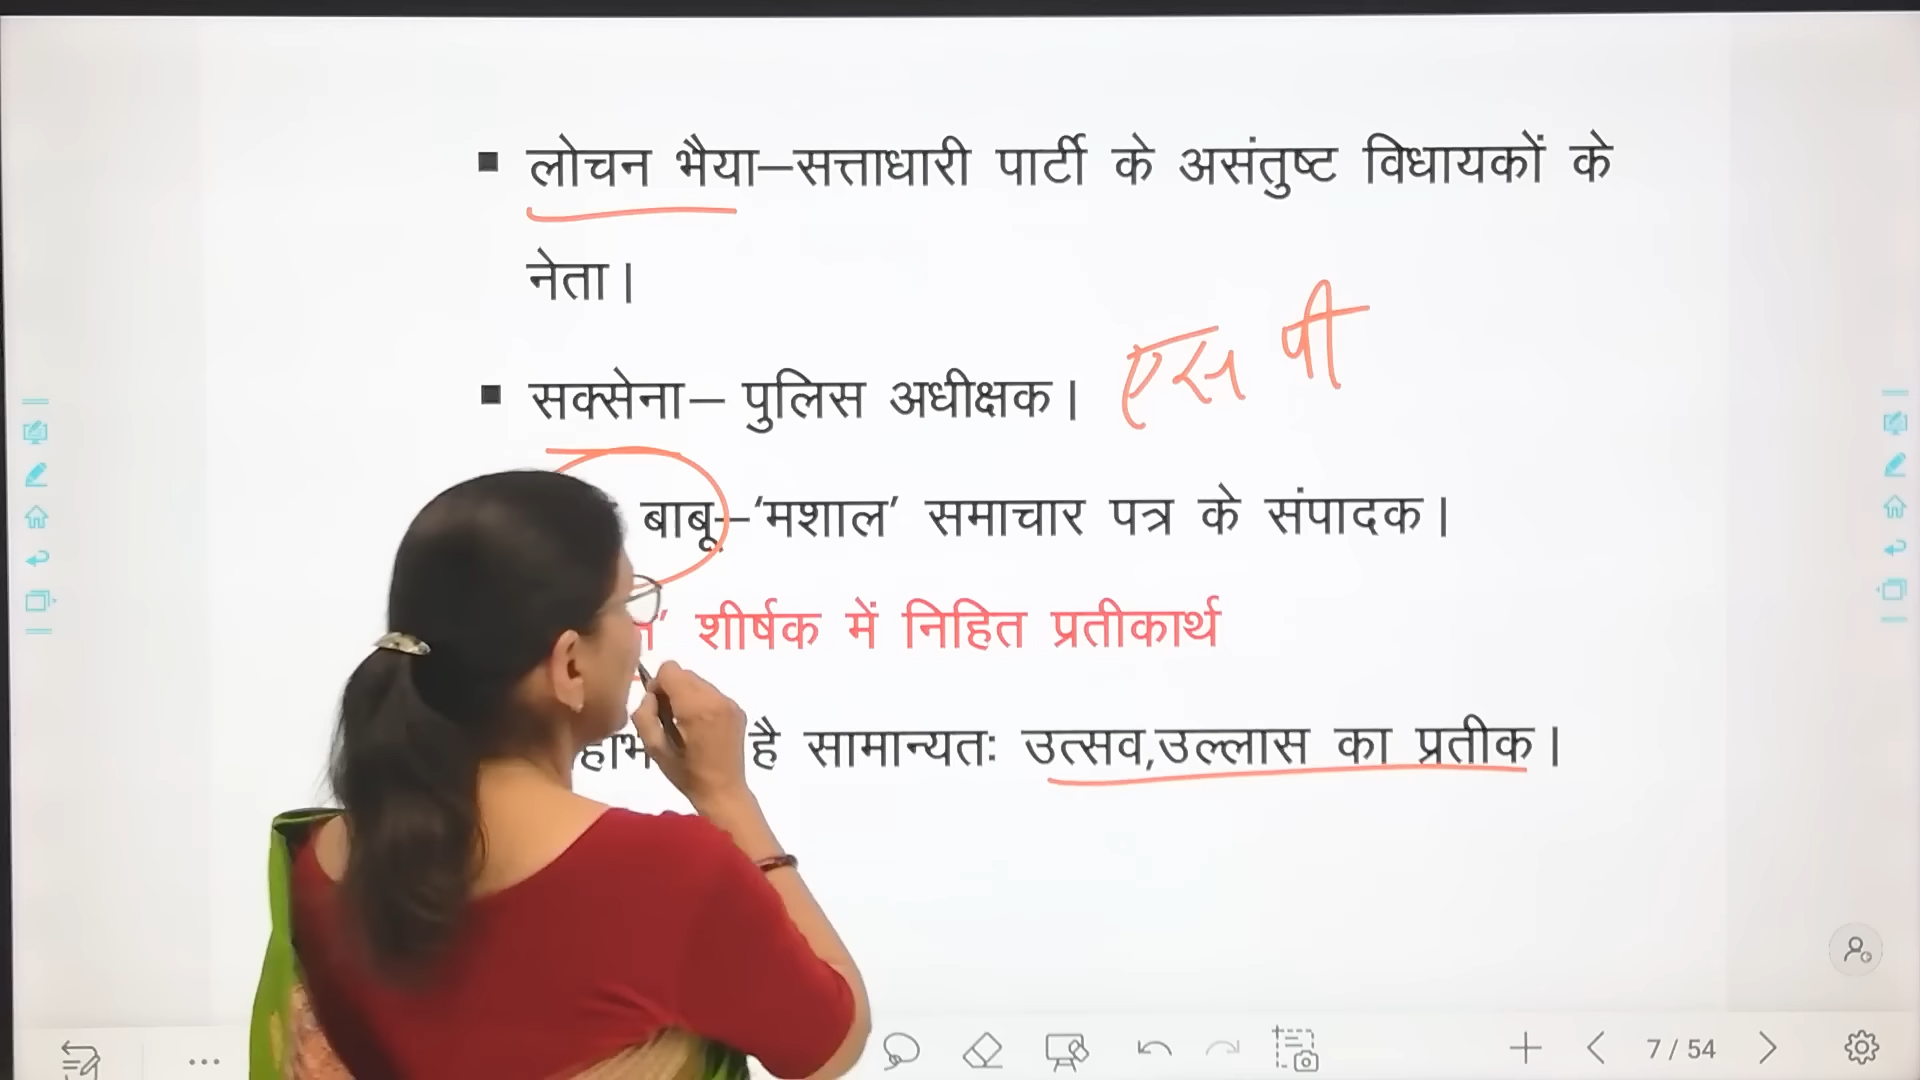 लोचन भैया–सत्ताधारी पार्टी के असंतुष्ट विधायकों के
नेता।
सक्सेना– पुलिस अधीक्षक। एस पी
बाबू–‘मशाल’ समाचार पत्र के संपादक।
शीर्षक में निहित प्रतीकार्थ
है सामान्यतः उत्सव,उल्लास का प्रतीक।
7 / 54